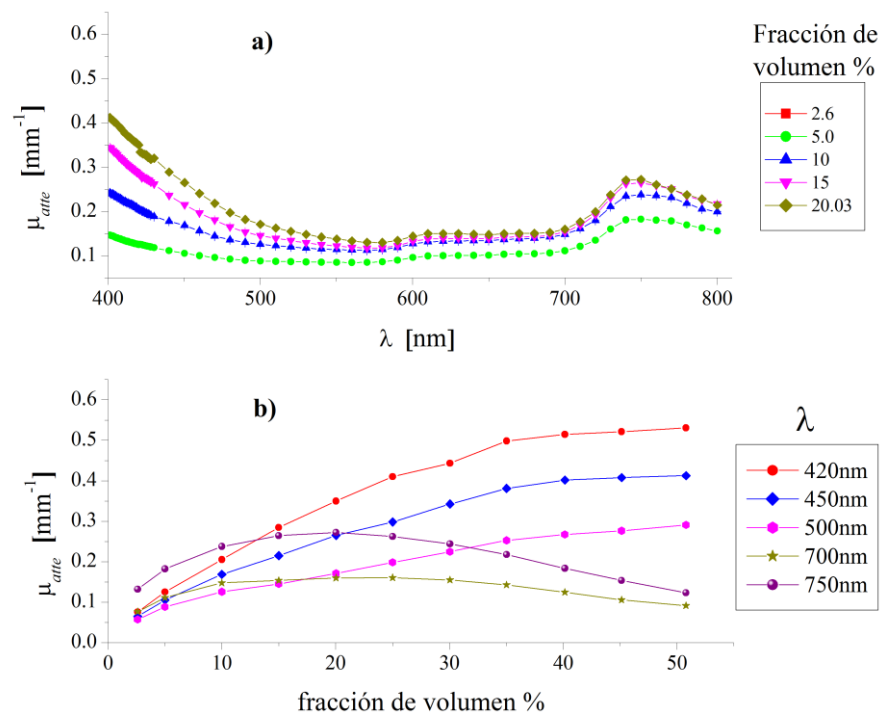 a)
0.6
0.5
0.4
0.3
0.2
0.1
μatte [mm-1]
400
500
600
700
800
λ [nm]
Fracción de
volumen %
2.6
5.0
10
15
20.03
b)
0.6
0.5
0.4
0.3
0.2
0.1
0.0
μatte [mm-1]
0
10
20
30
40
50
fracción de volumen %
λ
420nm
450nm
500nm
700nm
750nm